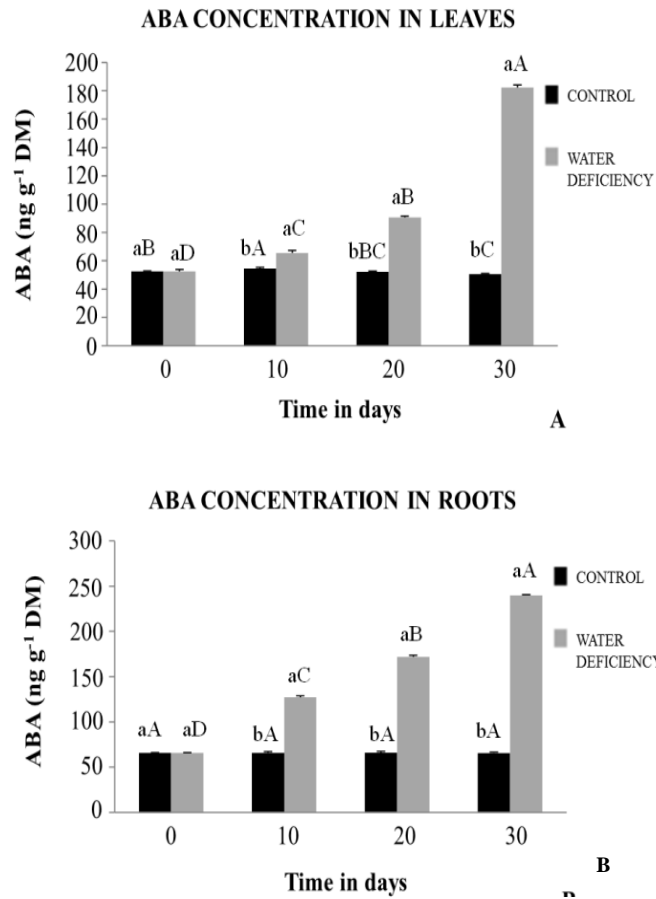 ABA CONCENTRATION IN LEAVES
200
180
160
140
120
100
80
60
40
20
0
ABA (ng g⁻¹ DM)
aB
aD
bA
aC
bBC
aB
bC
aA
CONTROL
WATER
DEFICIENCY
0
10
20
30
Time in days
A
ABA CONCENTRATION IN ROOTS
300
250
200
150
100
50
0
ABA (ng g⁻¹ DM)
aA
aD
bA
aC
bA
aB
bA
aA
CONTROL
WATER
DEFICIENCY
0
10
20
30
Time in days
B